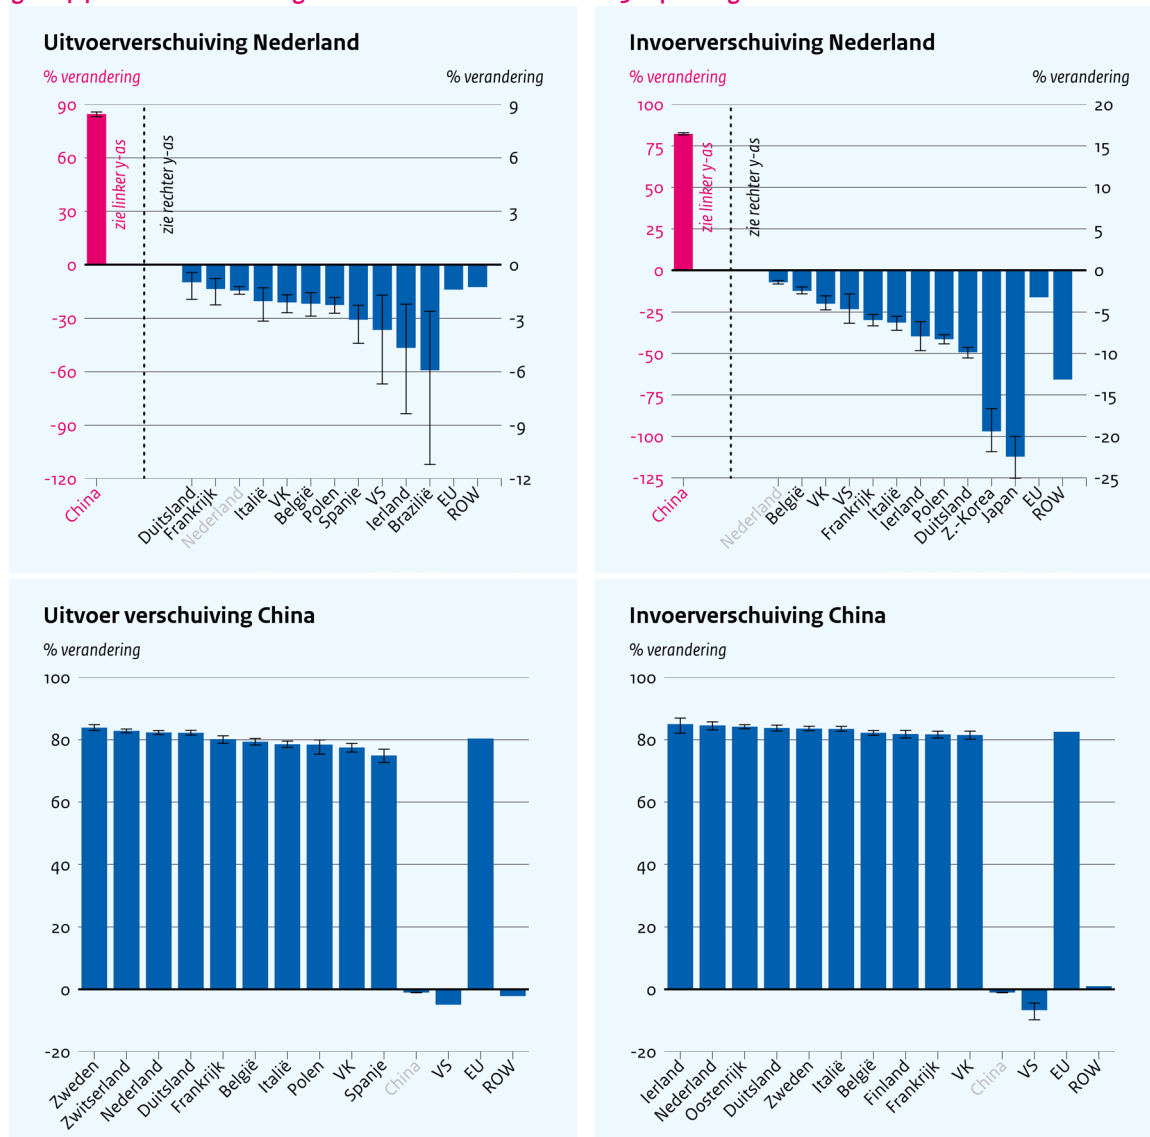 Uitvoerverschuiving Nederland
% verandering
% verandering
90
60
30
0
-30
-60
-90
-120
9
6
3
0
-3
-6
-9
-12
zie linker y-as
zie rechter y-as
China
Duitsland
Frankrijk
Nederland
Italië
VK
België
Polen
Spanje
VS
Ierland
Brazilië
EU
ROW
Invoerverschuiving Nederland
% verandering
% verandering
100
75
50
25
0
-25
-50
-75
-100
-125
20
15
10
5
0
-5
-10
-15
-20
-25
zie linker y-as
zie rechter y-as
China
Nederland
België
VK
VS
Frankrijk
Italië
Ierland
Polen
Duitsland
Z.-Korea
Japan
EU
ROW
Uitvoer verschuiving China
% verandering
100
80
60
40
20
0
-20
Zweden
Zwitserland
Nederland
Duitsland
Frankrijk
België
Italië
Polen
VK
Spanje
China
VS
EU
ROW
Invoerverschuiving China
% verandering
100
80
60
40
20
0
-20
Ierland
Nederland
Oostenrijk
Duitsland
Zweden
Italië
België
Finland
Frankrijk
VK
China
VS
EU
ROW